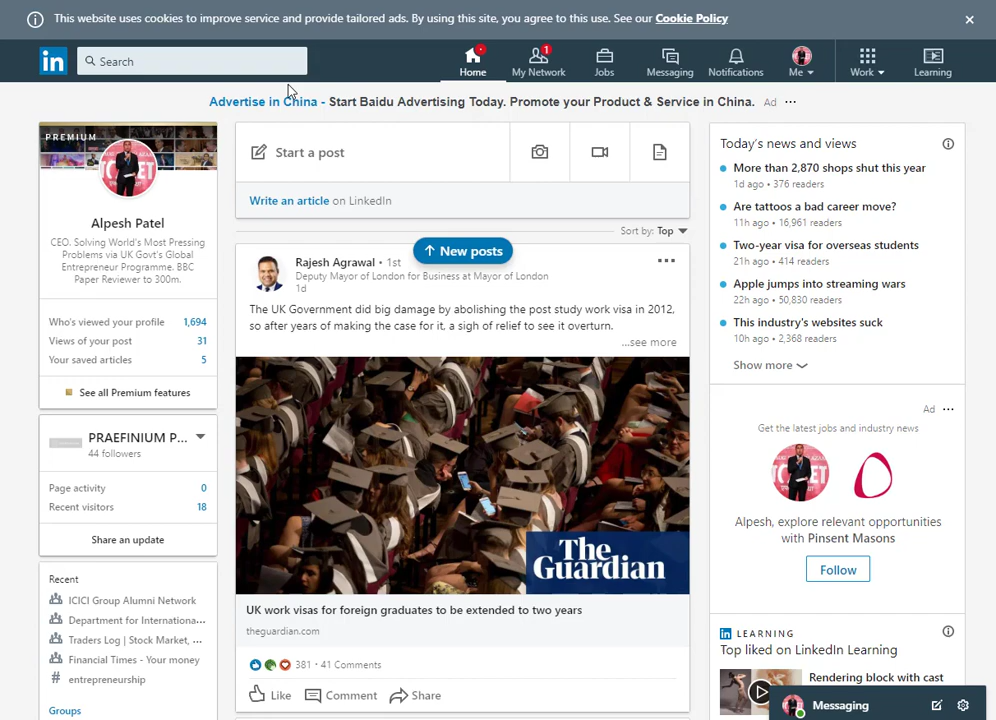 This website uses cookies to improve service and provide tailored ads. By using this site, you agree to this use. See our Cookie Policy
in
Search
1
Home
My Network
Jobs
Messaging
Notifications
Me
Work
Learning
Advertise in China - Start Baidu Advertising Today. Promote your Product & Service in China. Ad
PREMIUM
Alpesh Patel
CEO. Solving World's Most Pressing
Problems via UK Govt's Global
Entrepreneur Programme. BBC
Paper Reviewer to 300m.
Who's viewed your profile 1,694
Views of your post 31
Your saved articles 5
See all Premium features
PRAEFINIUM P...
44 followers
Page activity 0
Recent visitors 18
Share an update
Recent
ICICI Group Alumni Network
Department for Internationa...
Traders Log | Stock Market, ...
Financial Times - Your money
# entrepreneurship
Groups
Start a post
Write an article on LinkedIn
Sort by: Top
↑ New posts
Rajesh Agrawal • 1st
Deputy Mayor of London for Business at Mayor of London
1d
The UK Government did big damage by abolishing the post study work visa in 2012,
so after years of making the case for it, a sigh of relief to see it overturn.
...see more
The
Guardian
UK work visas for foreign graduates to be extended to two years
theguardian.com
381 • 41 Comments
Like
Comment
Share
Today's news and views
More than 2,870 shops shut this year
1d ago • 376 readers
Are tattoos a bad career move?
11h ago • 16,961 readers
Two-year visa for overseas students
21h ago • 414 readers
Apple jumps into streaming wars
22h ago • 50,830 readers
This industry's websites suck
10h ago • 2,368 readers
Show more
Ad
Get the latest jobs and industry news
Alpesh, explore relevant opportunities
with Pinsent Masons
Follow
in LEARNING
Top liked on LinkedIn Learning
Rendering block with cast
Messaging